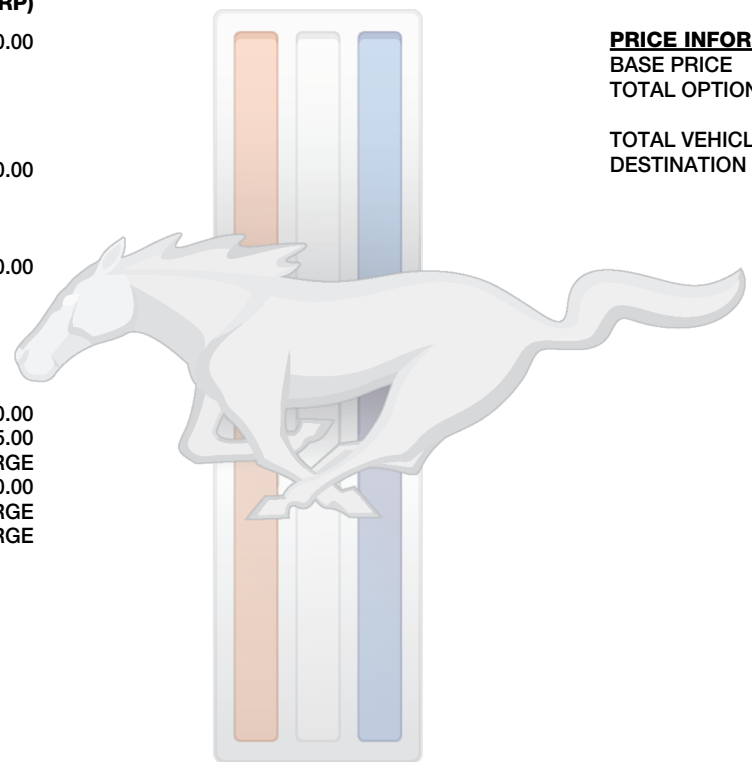 RP)
0.00
0.00
0.00
0.00
5.00
RGE
0.00
RGE
RGE
PRICE INFOR
BASE PRICE
TOTAL OPTION
TOTAL VEHICL
DESTINATION